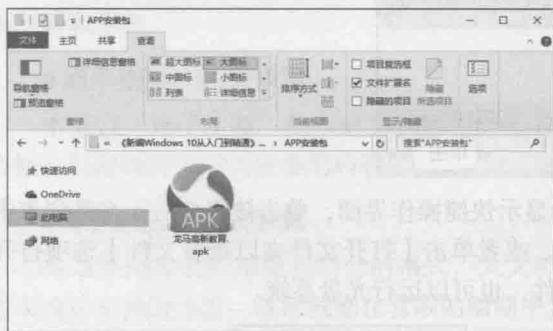 APP安装包
文件 主页 共享 查看
导航窗格
预览窗格
详细信息窗格
窗格
超大图标 大图标
中图标 小图标
列表 详细信息
布局
排序方式
当前视图
项目复选框
文件扩展名
隐藏的项目
隐藏
所选项目
显示/隐藏
选项
« 《新编Windows 10从入门到精通》 ... › APP安装包
搜索"APP安装包"
快速访问
OneDrive
此电脑
网络
APK
龙马高新教育.
apk